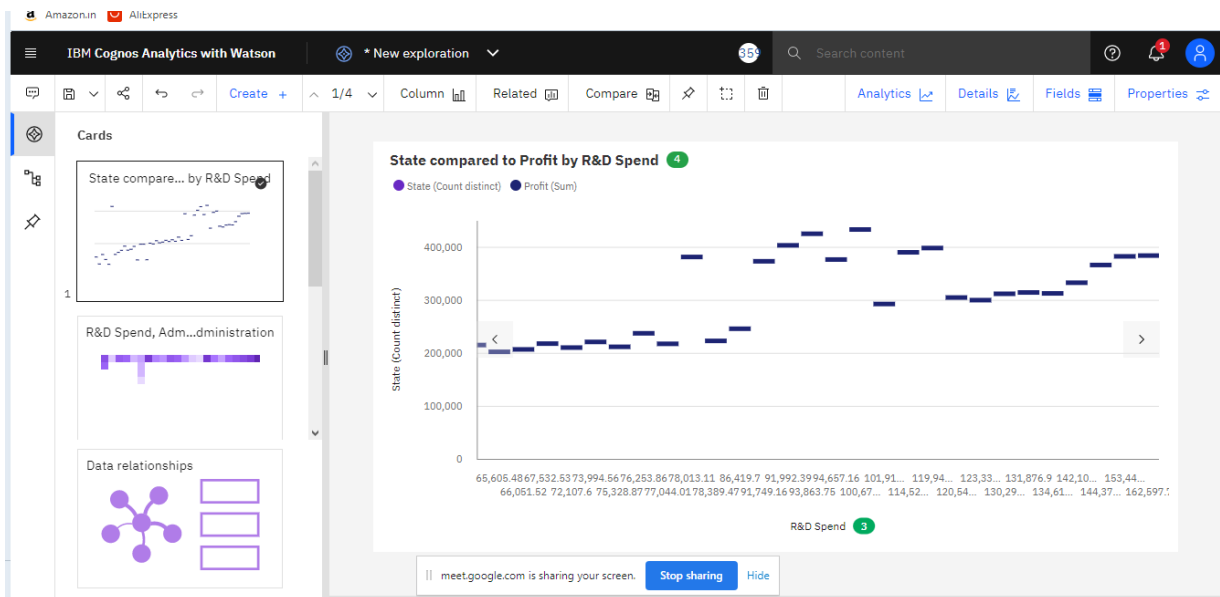 Amazon.in AliExpress
IBM Cognos Analytics with Watson
* New exploration
359
Search content
1
Create +
1/4
Column
Related
Compare
Analytics
Details
Fields
Properties
Cards
State compare... by R&D Spend
1
R&D Spend, Adm...dministration
Data relationships
State compared to Profit by R&D Spend 4
State (Count distinct) Profit (Sum)
State (Count distinct)
400,000
300,000
200,000
100,000
0
65,605.48 67,532.53 73,994.56 76,253.86 78,013.11 86,419.7 91,992.39 94,657.16 101,91... 119,94... 123,33... 131,876.9 142,10... 153,44...
66,051.52 72,107.6 75,328.87 77,044.01 78,389.47 91,749.16 93,863.75 100,67... 114,52... 120,54... 130,29... 134,61... 144,37... 162,597.7
R&D Spend 3
meet.google.com is sharing your screen. Stop sharing Hide